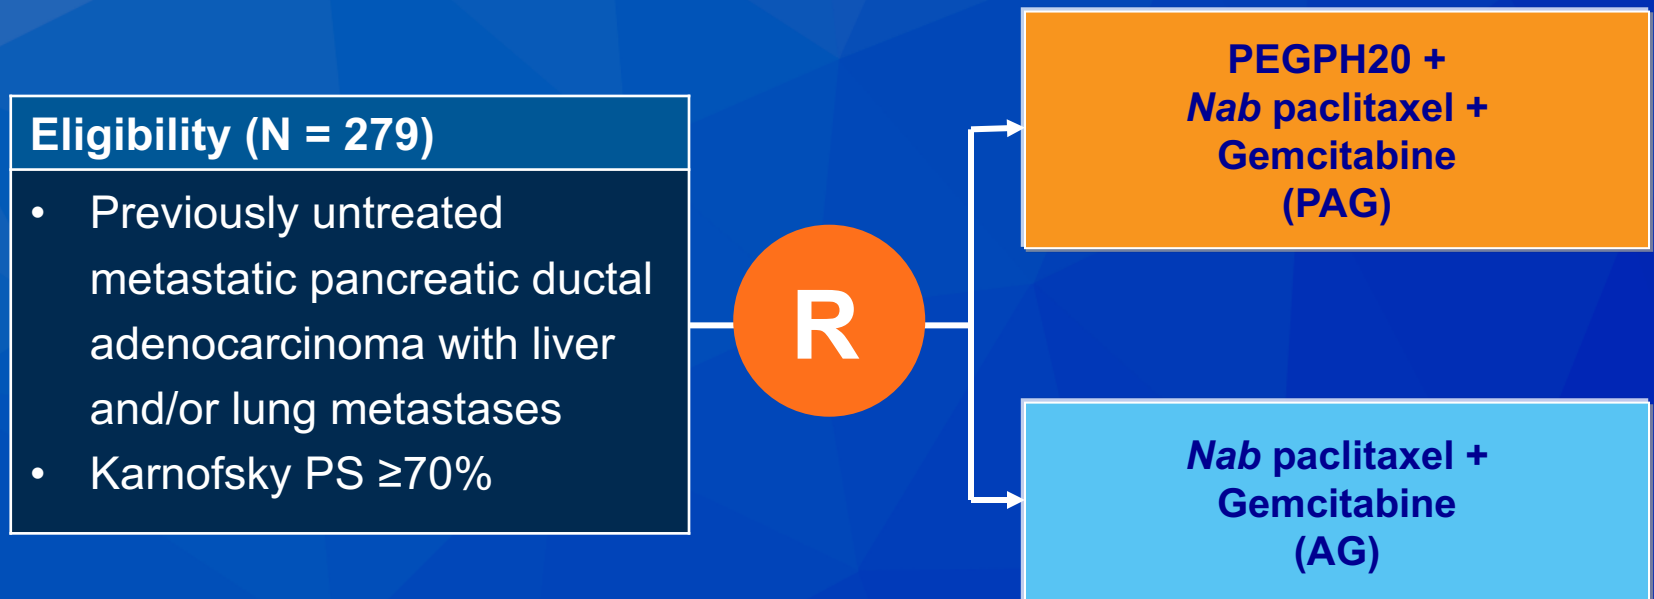 Eligibility (N = 279)
• Previously untreated
metastatic pancreatic ductal
adenocarcinoma with liver
and/or lung metastases
• Karnofsky PS ≥70%
R
PEGPH20 +
Nab paclitaxel +
Gemcitabine
(PAG)
Nab paclitaxel +
Gemcitabine
(AG)